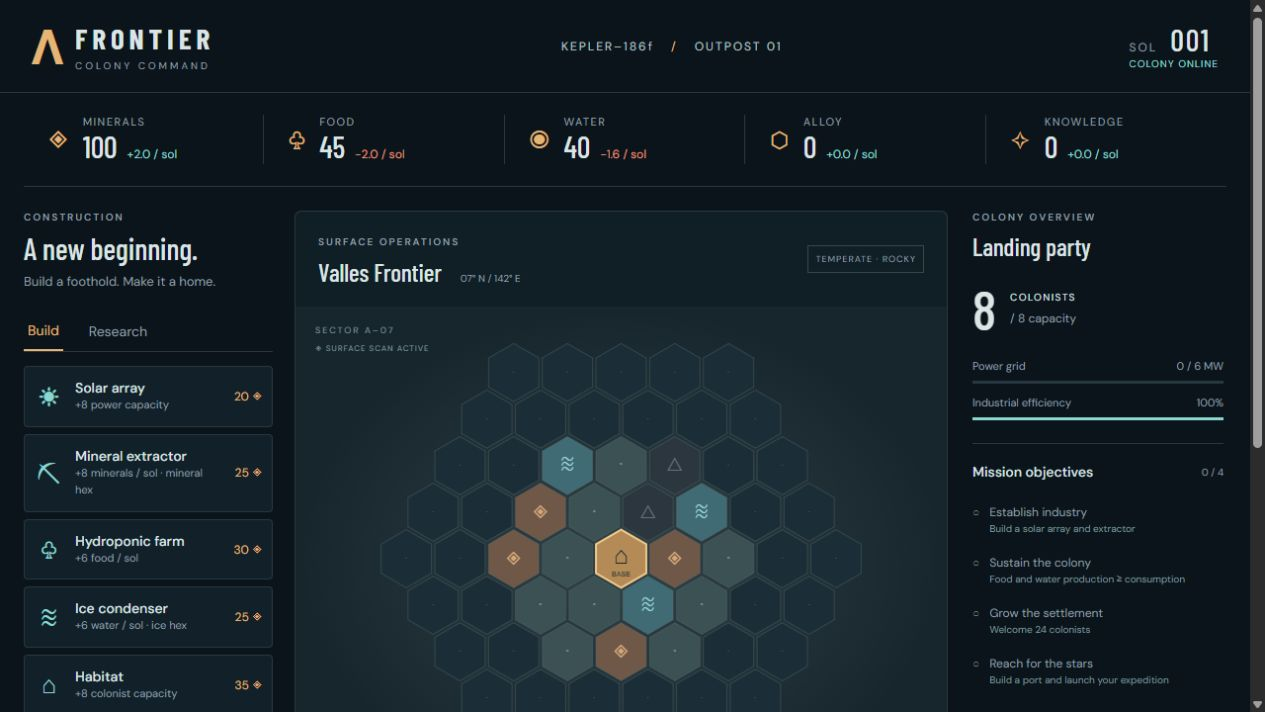 FRONTIER
COLONY COMMAND
KEPLER–186f / OUTPOST 01
SOL 001
COLONY ONLINE
MINERALS
100 +2.0 / sol
FOOD
45 −2.0 / sol
WATER
40 −1.6 / sol
ALLOY
0 +0.0 / sol
KNOWLEDGE
0 +0.0 / sol
CONSTRUCTION
A new beginning.
Build a foothold. Make it a home.
Build
Research
Solar array
+8 power capacity
20
Mineral extractor
+8 minerals / sol · mineral
hex
25
Hydroponic farm
+6 food / sol
30
Ice condenser
+6 water / sol · ice hex
25
Habitat
+8 colonist capacity
35
SURFACE OPERATIONS
Valles Frontier 07° N / 142° E
TEMPERATE · ROCKY
SECTOR A–07
SURFACE SCAN ACTIVE
BASE
COLONY OVERVIEW
Landing party
8 COLONISTS
/ 8 capacity
Power grid 0 / 6 MW
Industrial efficiency 100%
Mission objectives 0 / 4
Establish industry
Build a solar array and extractor
Sustain the colony
Food and water production ≥ consumption
Grow the settlement
Welcome 24 colonists
Reach for the stars
Build a port and launch your expedition